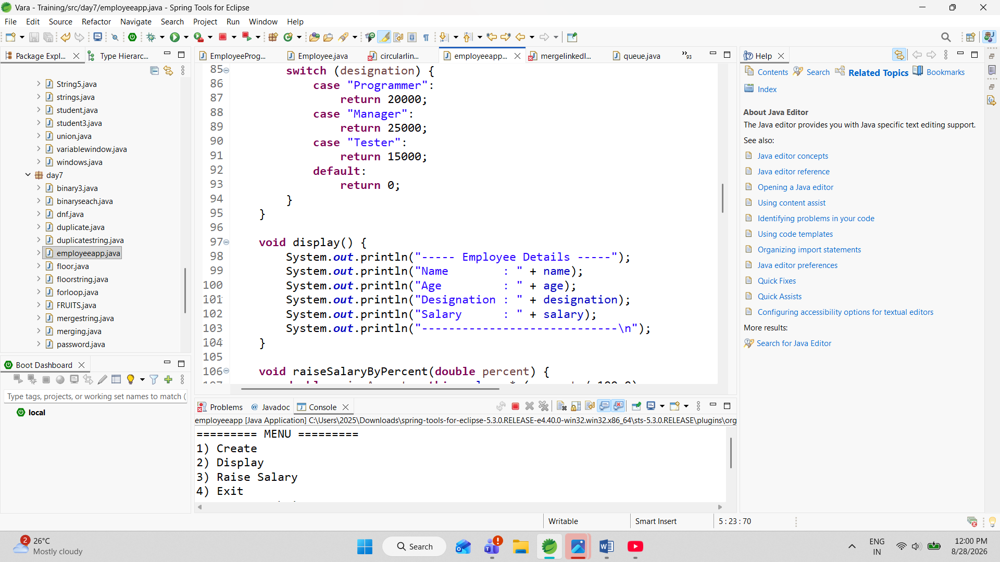 Vara - Training/src/day7/employeeapp.java - Spring Tools for Eclipse
File Edit Source Refactor Navigate Search Project Run Window Help
Package Expl... Type Hierarc...
String5.java
strings.java
student.java
student3.java
union.java
variablewindow.java
windows.java
day7
binary3.java
binaryseach.java
dnf.java
duplicate.java
duplicatestring.java
employeeapp.java
floor.java
floorstring.java
forloop.java
FRUITS.java
mergestring.java
merging.java
password.java
Boot Dashboard
Type tags, projects, or working set names to match (
local
EmployeeProg... Employee.java circularlin... employeeapp... mergelinkedl... queue.java »93
85 switch (designation) {
86 case "Programmer":
87 return 20000;
88 case "Manager":
89 return 25000;
90 case "Tester":
91 return 15000;
92 default:
93 return 0;
94 }
95 }
96
97 void display() {
98 System.out.println("----- Employee Details -----");
99 System.out.println("Name        : " + name);
100 System.out.println("Age         : " + age);
101 System.out.println("Designation : " + designation);
102 System.out.println("Salary      : " + salary);
103 System.out.println("-----------------------------\n");
104 }
105
106 void raiseSalaryByPercent(double percent) {
Problems @ Javadoc Console
employeeapp [Java Application] C:\Users\2025\Downloads\spring-tools-for-eclipse-5.3.0.RELEASE-e4.40.0-win32.win32.x86_64\sts-5.3.0.RELEASE\plugins\org
========= MENU =========
1) Create
2) Display
3) Raise Salary
4) Exit
Help
Contents Search Related Topics Bookmarks
Index
About Java Editor
The Java editor provides you with Java specific text editing support.
See also:
Java editor concepts
Java editor reference
Opening a Java editor
Using content assist
Identifying problems in your code
Using code templates
Organizing import statements
Java editor preferences
Quick Fixes
Quick Assists
Configuring accessibility options for textual editors
More results:
Search for Java Editor
Writable Smart Insert 5 : 23 : 70
2
26°C
Mostly cloudy
Search
ENG
IN
12:00 PM
8/28/2026